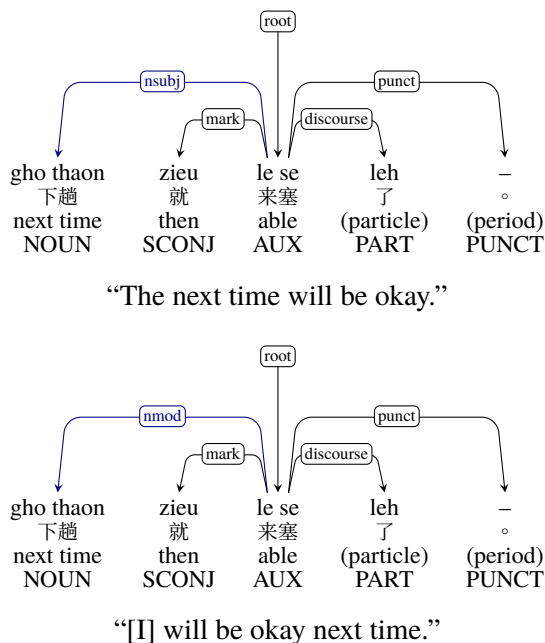 root
nsubj punct
mark discourse
gho thaon zieu le se leh –
下趟 就 来塞 了 。
next time then able (particle) (period)
NOUN SCONJ AUX PART PUNCT
“The next time will be okay.”
root
nmod punct
mark discourse
gho thaon zieu le se leh –
下趟 就 来塞 了 。
next time then able (particle) (period)
NOUN SCONJ AUX PART PUNCT
“[I] will be okay next time.”